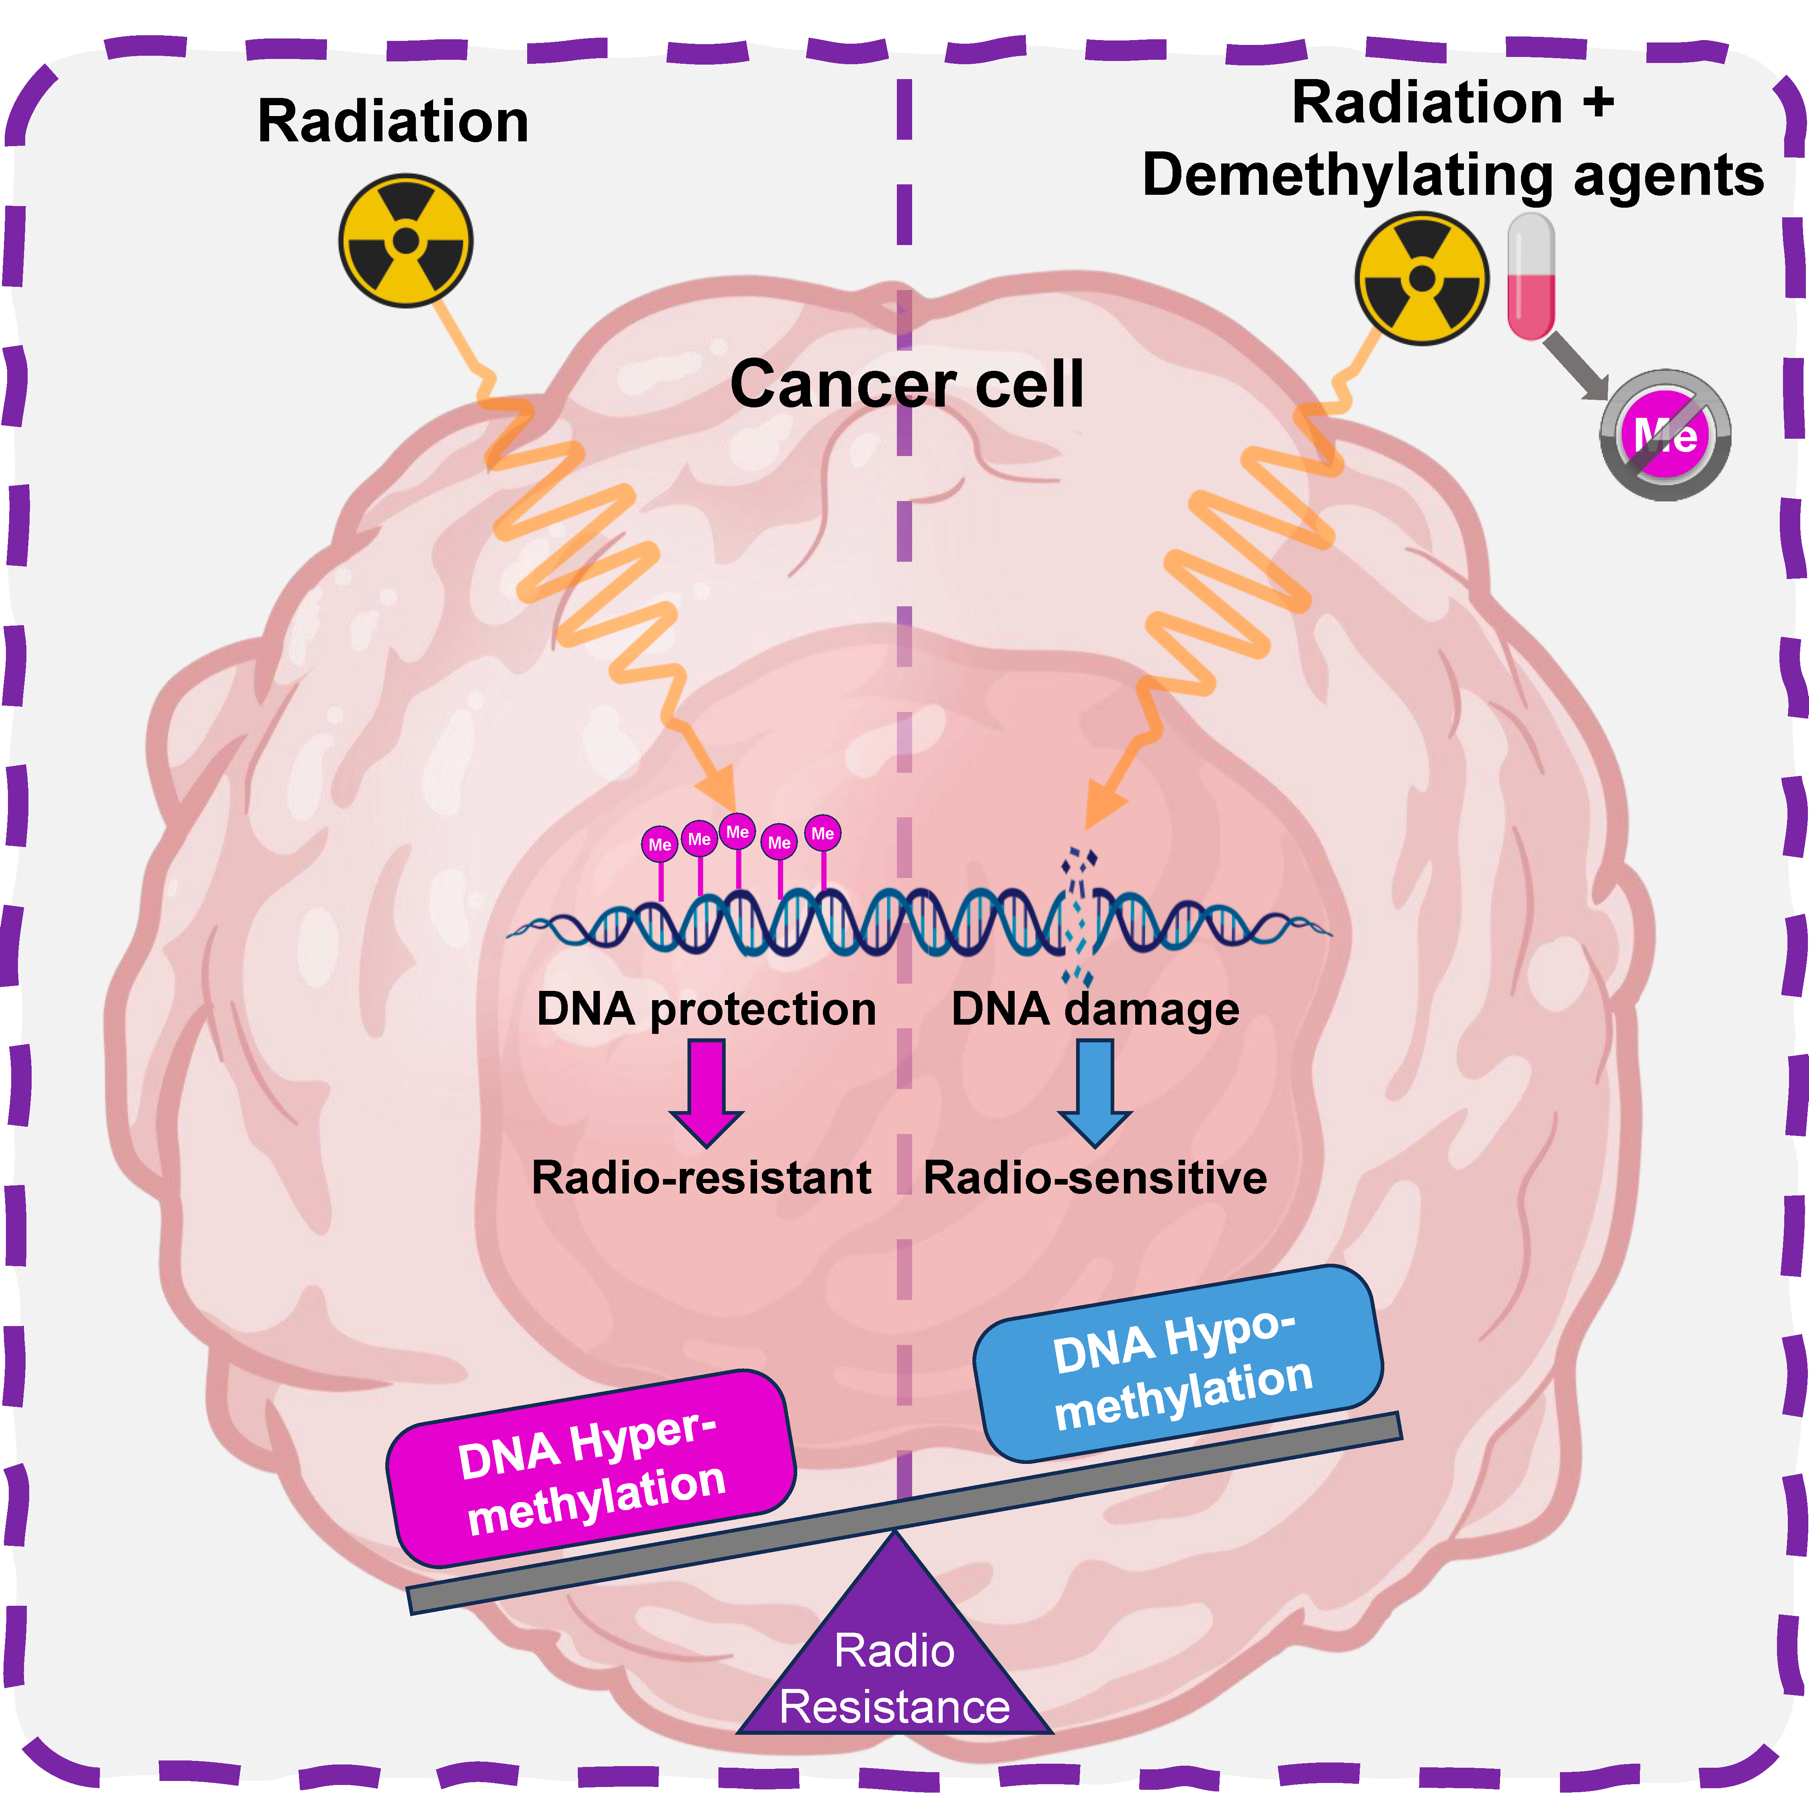 Radiation
Radiation +
Demethylating agents
Me
Cancer cell
Me
Me
Me
Me
Me
DNA protection
DNA damage
Radio-resistant
Radio-sensitive
DNA Hyper-
methylation
DNA Hypo-
methylation
Radio
Resistance